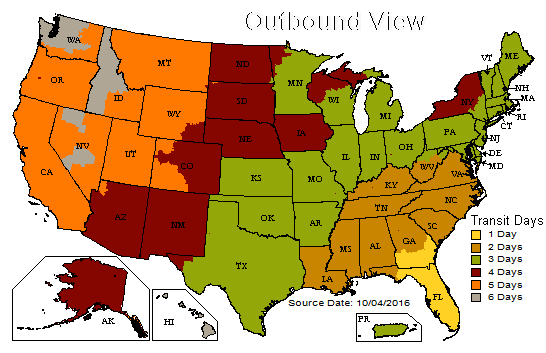 Outbound View
WA
MT
ND
MN
VT
ME
OR
ID
WY
SD
WI
MI
NY
NH
MA
RI
CT
NV
UT
CO
NE
IA
IL
IN
OH
PA
NJ
DE
MD
CA
AZ
NM
KS
MO
KY
WV
VA
OK
AR
TN
NC
TX
LA
MS
AL
GA
SC
FL
AK
HI
PR
Transit Days
1 Day
2 Days
3 Days
4 Days
5 Days
6 Days
Source Date: 10/04/2016